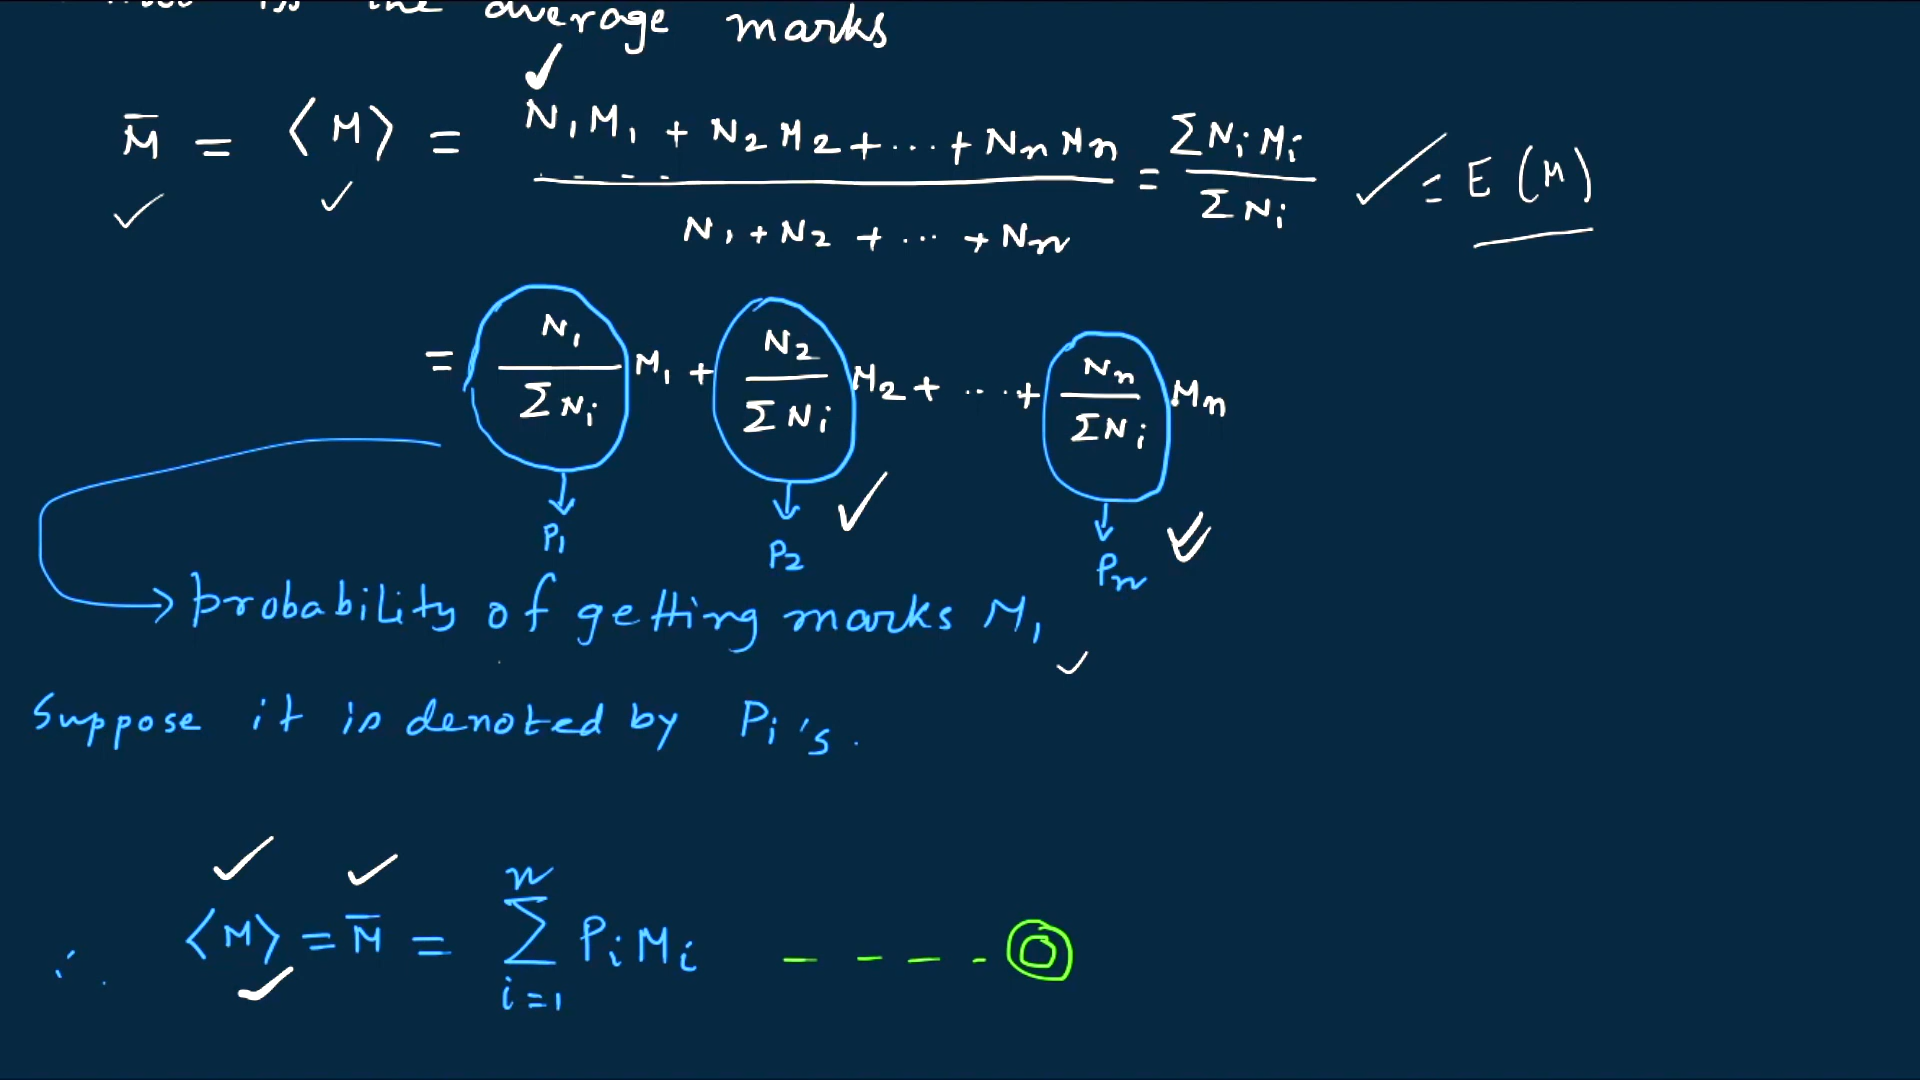 the average marks
M̄ = ⟨M⟩ = (N₁M₁ + N₂M₂ + ... + NₙMₙ) / (N₁ + N₂ + ... + Nₙ) = ΣNᵢMᵢ / ΣNᵢ = E(M)
= (N₁ / ΣNᵢ) M₁ + (N₂ / ΣNᵢ) M₂ + ... + (Nₙ / ΣNᵢ) Mₙ
P₁ P₂ Pₙ
probability of getting marks M₁
Suppose it is denoted by Pᵢ's.
∴ ⟨M⟩ = M̄ = Σᵢ₌₁ⁿ PᵢMᵢ - - - - - ⓪